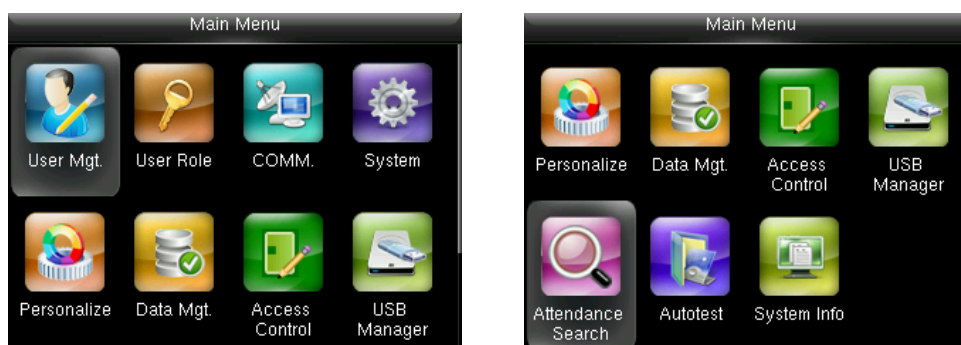 Main Menu
User Mgt.
User Role
COMM.
System
Personalize
Data Mgt.
Access
Control
USB
Manager
Main Menu
Personalize
Data Mgt.
Access
Control
USB
Manager
Attendance
Search
Autotest
System Info